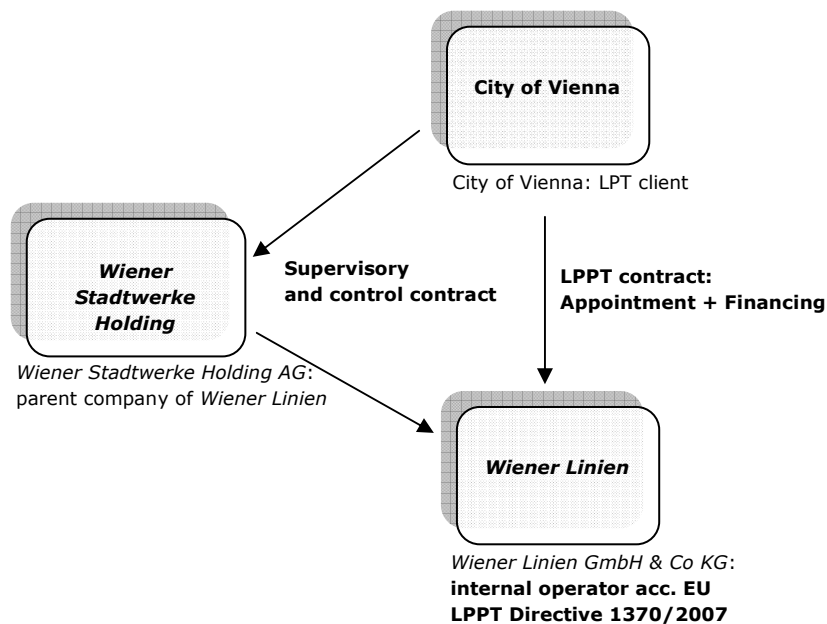 City of Vienna
City of Vienna: LPT client
Wiener
Stadtwerke
Holding
Supervisory
and control contract
LPPT contract:
Appointment + Financing
Wiener Stadtwerke Holding AG:
parent company of Wiener Linien
Wiener Linien
Wiener Linien GmbH & Co KG:
internal operator acc. EU
LPPT Directive 1370/2007